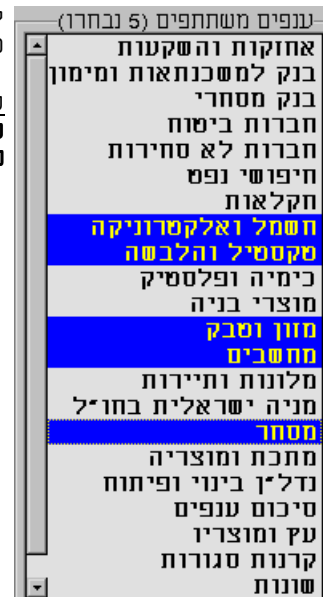 ענפים משתתפים (5 נבחרו)
אחזקות והשקעות
בנק למשכנתאות ומימון
בנק מסחרי
חברות ביטוח
חברות לא סחירות
חיפושי נפט
חקלאות
חשמל ואלקטרוניקה
טקסטיל והלבשה
כימיה ופלסטיק
מוצרי בניה
מזון וטבק
מחשבים
מלונות ותיירות
מניה ישראלית בחו״ל
מסחר
מתכת ומוצריה
נדל״ן בינוי ופיתוח
סיכום ענפים
עץ ומוצריו
קרנות סגורות
שונות